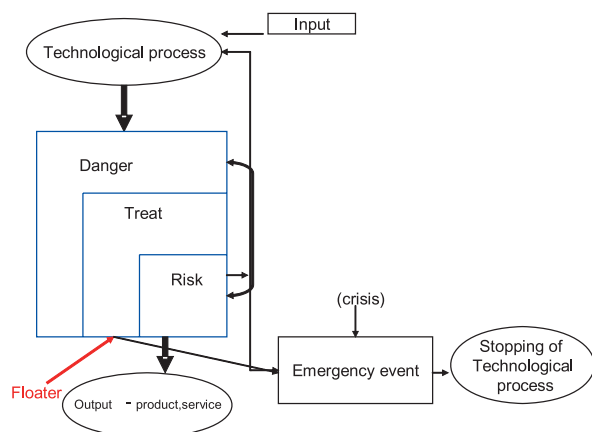 Input
Technological process
Danger
Treat
Risk
(crisis)
Floater
Emergency event
Stopping of
Technological
process
Output - product,service